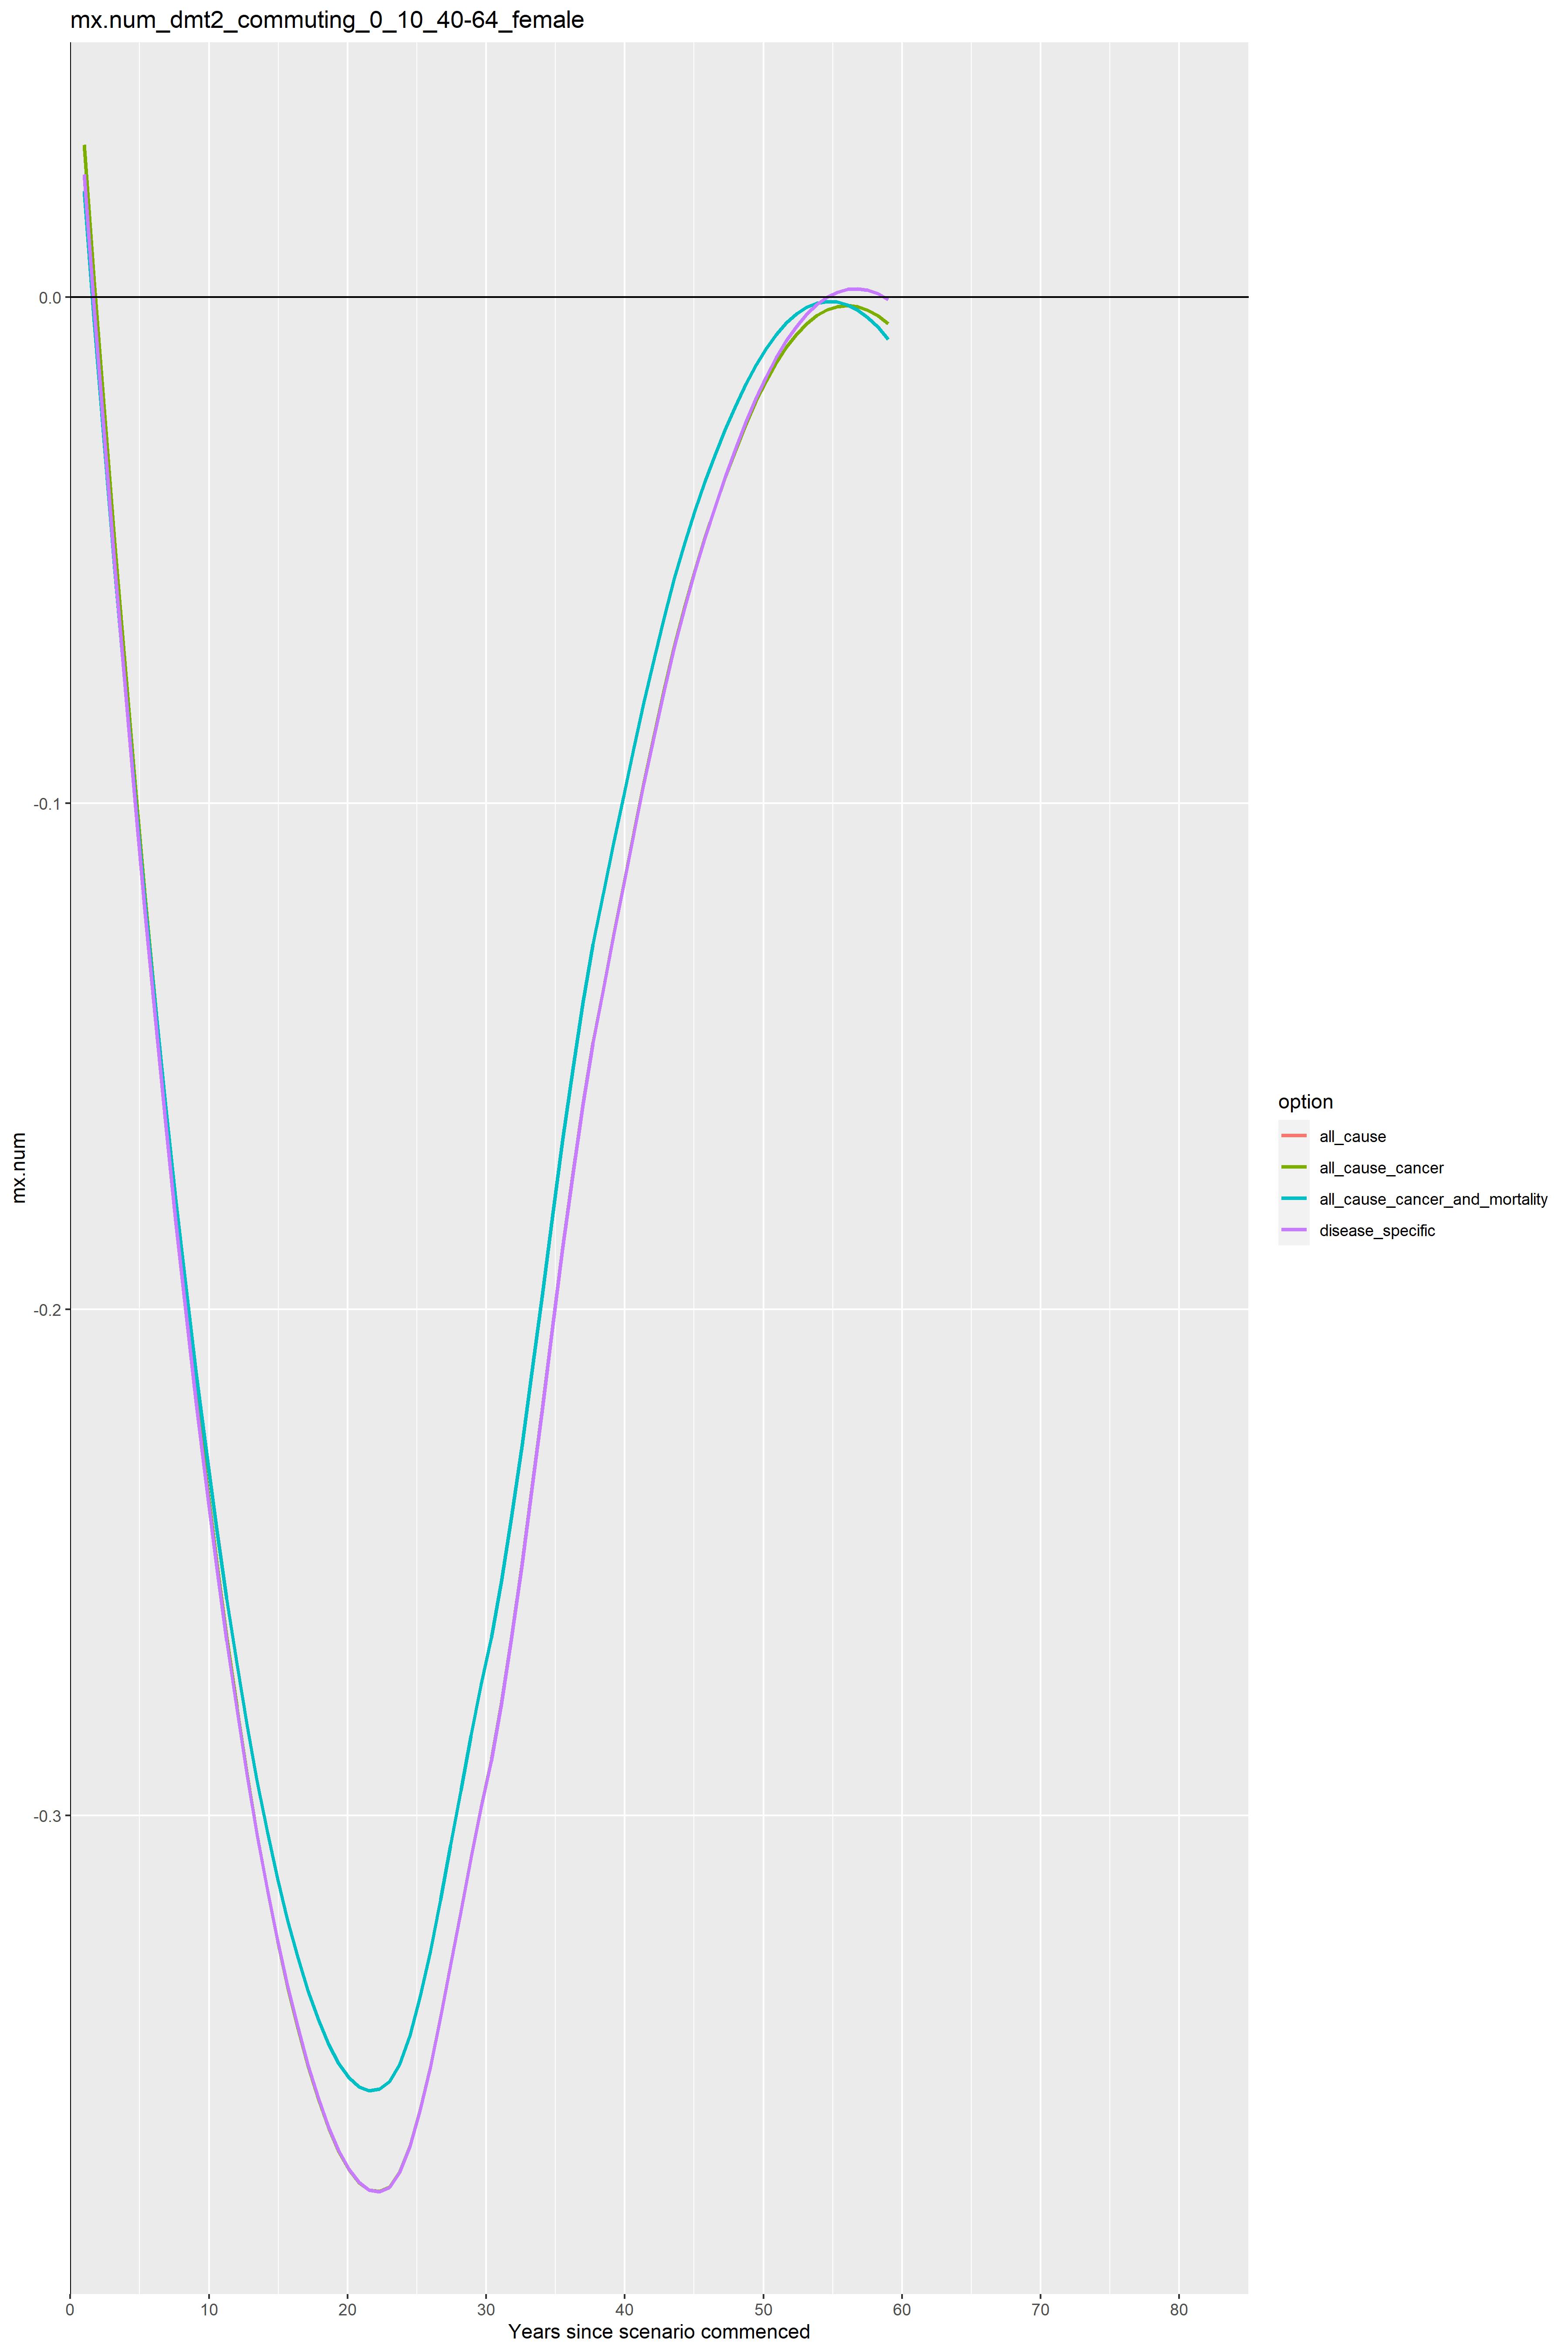 mx.num_dmt2_commuting_0_10_40-64_female
mx.num
0.0
-0.1
-0.2
-0.3
0 10 20 30 40 50 60 70 80
Years since scenario commenced
option
all_cause
all_cause_cancer
all_cause_cancer_and_mortality
disease_specific